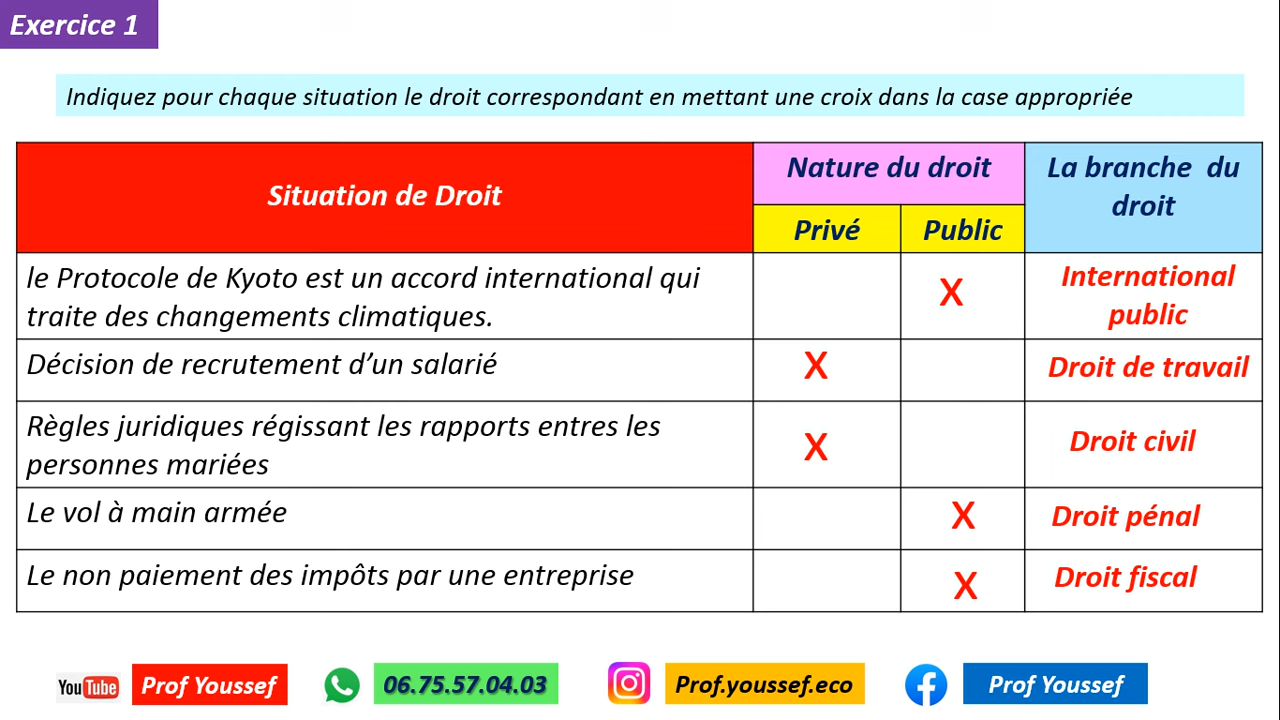 Exercice 1
Indiquez pour chaque situation le droit correspondant en mettant une croix dans la case appropriée
Situation de Droit
Nature du droit
La branche du
droit
Privé
Public
le Protocole de Kyoto est un accord international qui
traite des changements climatiques.
X
International
public
Décision de recrutement d’un salarié
X
Droit de travail
Règles juridiques régissant les rapports entres les
personnes mariées
X
Droit civil
Le vol à main armée
X
Droit pénal
Le non paiement des impôts par une entreprise
X
Droit fiscal
YouTube
Prof Youssef
06.75.57.04.03
Prof.youssef.eco
Prof Youssef